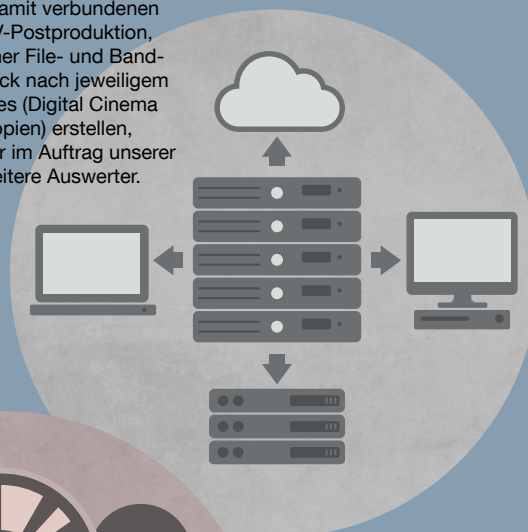 amit verbundenen
V-Postproduktion,
ner File- und Band-
ck nach jeweiligem
es (Digital Cinema
opien) erstellen,
r im Auftrag unserer
eitere Auswerter.